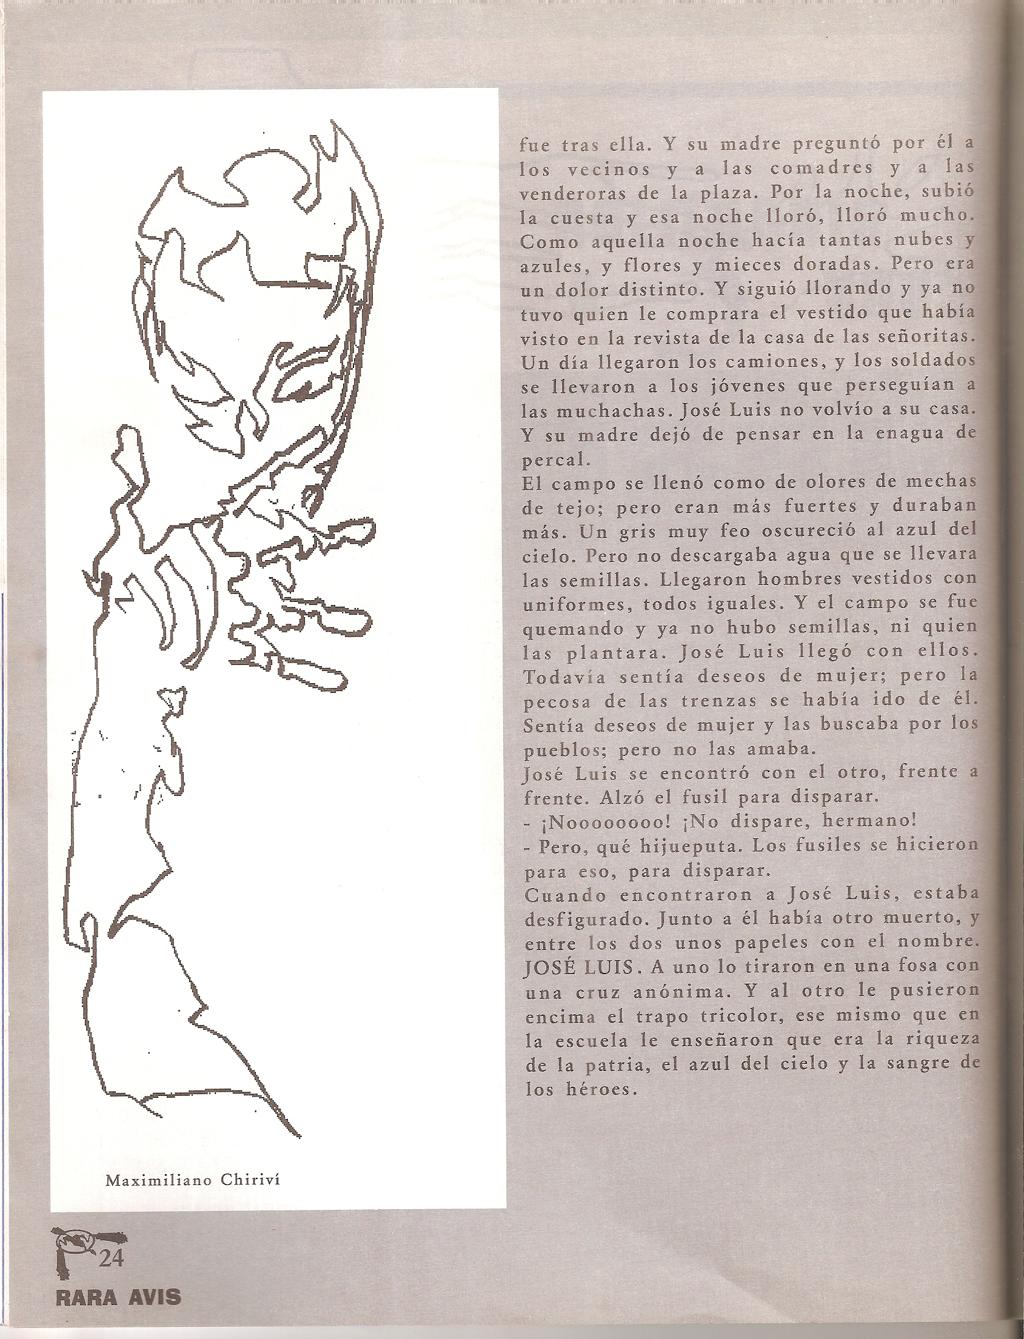 fue tras ella. Y su madre preguntó por él a
los vecinos y a las comadres y a las
venderoras de la plaza. Por la noche, subió
la cuesta y esa noche lloró, lloró mucho.
Como aquella noche hacía tantas nubes y
azules, y flores y mieces doradas. Pero era
un dolor distinto. Y siguió llorando y ya no
tuvo quien le comprara el vestido que había
visto en la revista de la casa de las señoritas.
Un día llegaron los camiones, y los soldados
se llevaron a los jóvenes que perseguían a
las muchachas. José Luis no volvío a su casa.
Y su madre dejó de pensar en la enagua de
percal.
El campo se llenó como de olores de mechas
de tejo; pero eran más fuertes y duraban
más. Un gris muy feo oscureció al azul del
cielo. Pero no descargaba agua que se llevara
las semillas. Llegaron hombres vestidos con
uniformes, todos iguales. Y el campo se fue
quemando y ya no hubo semillas, ni quien
las plantara. José Luis llegó con ellos.
Todavía sentía deseos de mujer; pero la
pecosa de las trenzas se había ido de él.
Sentía deseos de mujer y las buscaba por los
pueblos; pero no las amaba.
José Luis se encontró con el otro, frente a
frente. Alzó el fusil para disparar.
- ¡Noooooooo! ¡No dispare, hermano!
- Pero, qué hijueputa. Los fusiles se hicieron
para eso, para disparar.
Cuando encontraron a José Luis, estaba
desfigurado. Junto a él había otro muerto, y
entre los dos unos papeles con el nombre.
JOSÉ LUIS. A uno lo tiraron en una fosa con
una cruz anónima. Y al otro le pusieron
encima el trapo tricolor, ese mismo que en
la escuela le enseñaron que era la riqueza
de la patria, el azul del cielo y la sangre de
los héroes.
Maximiliano Chiriví
24
RARA AVIS